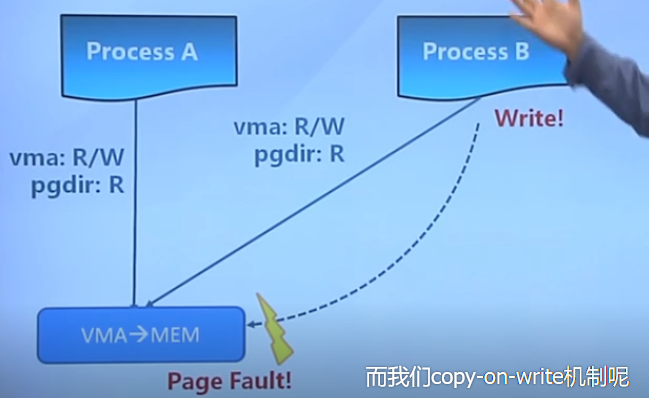 Process A
Process B
Write!
vma: R/W
pgdir: R
vma: R/W
pgdir: R
VMA→MEM
Page Fault!
而我们copy-on-write机制呢